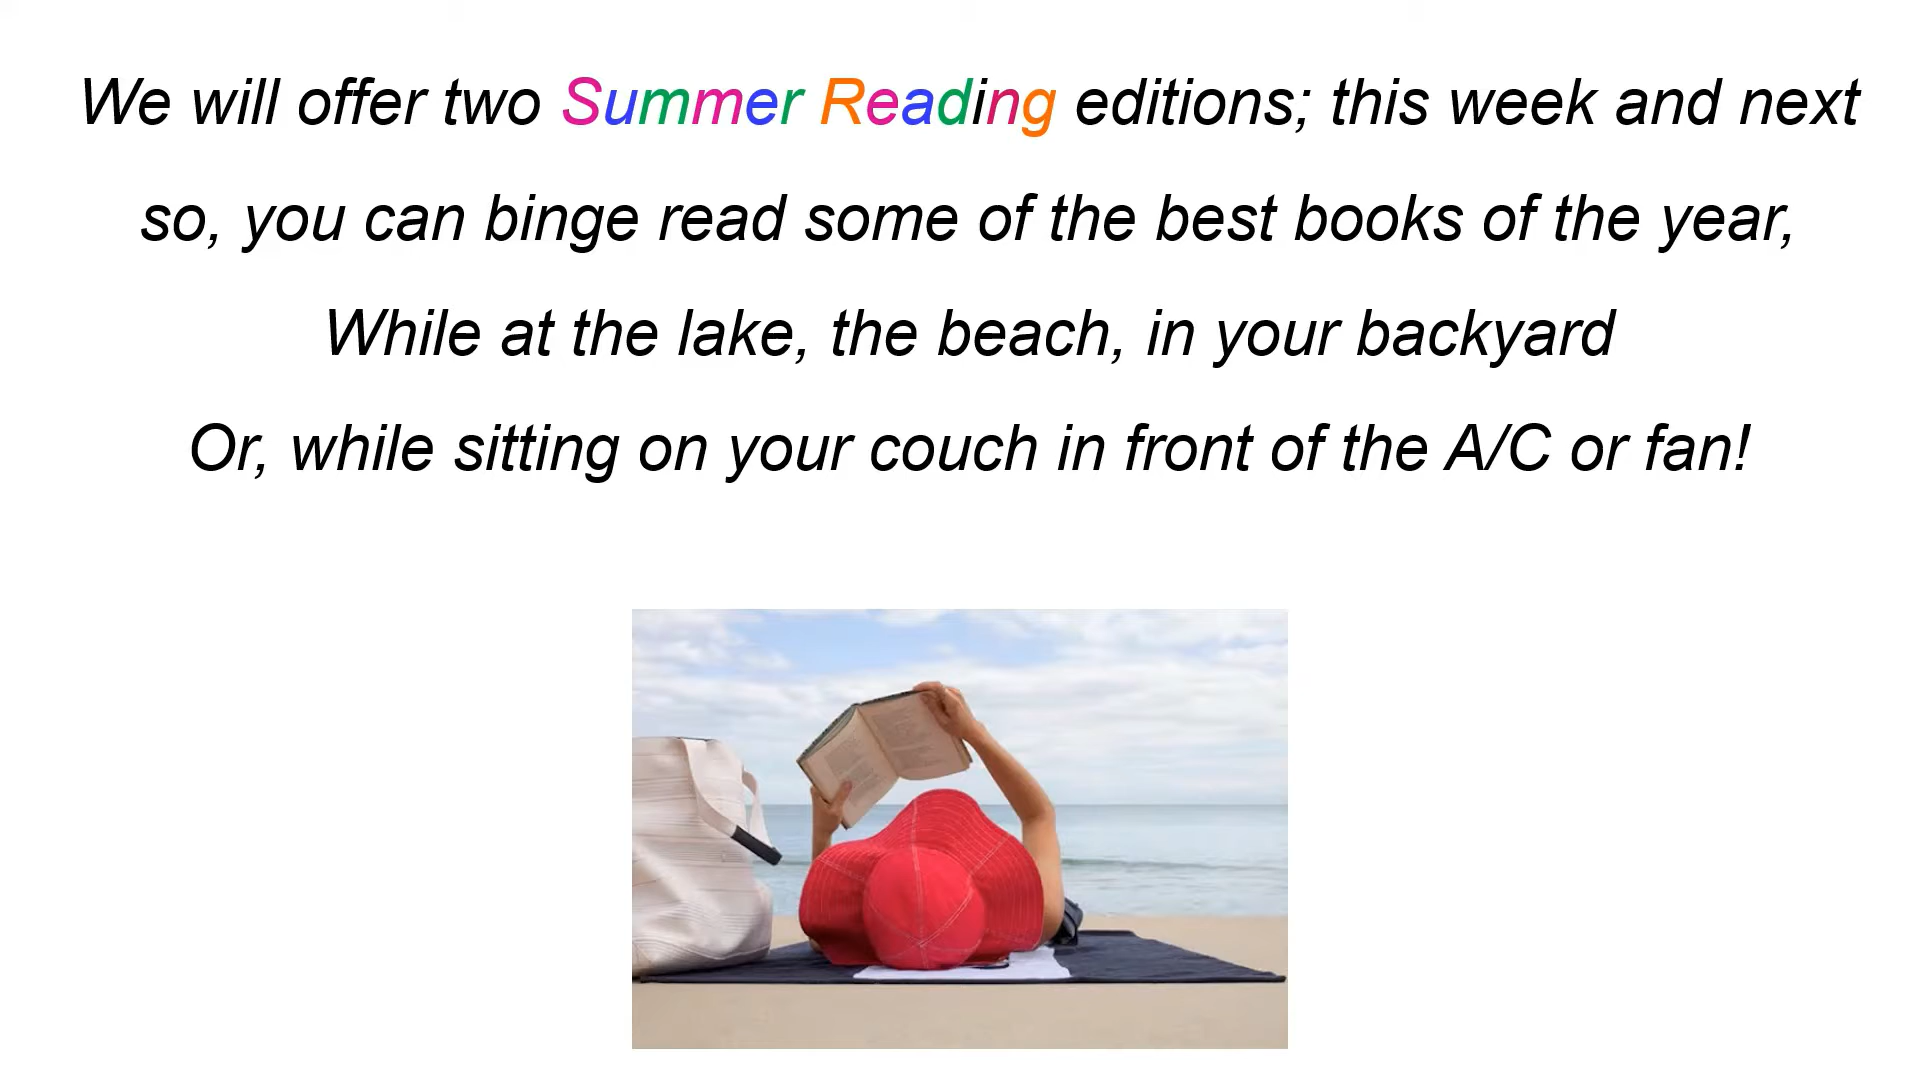 We will offer two Summer Reading editions; this week and next
so, you can binge read some of the best books of the year,
While at the lake, the beach, in your backyard
Or, while sitting on your couch in front of the A/C or fan!